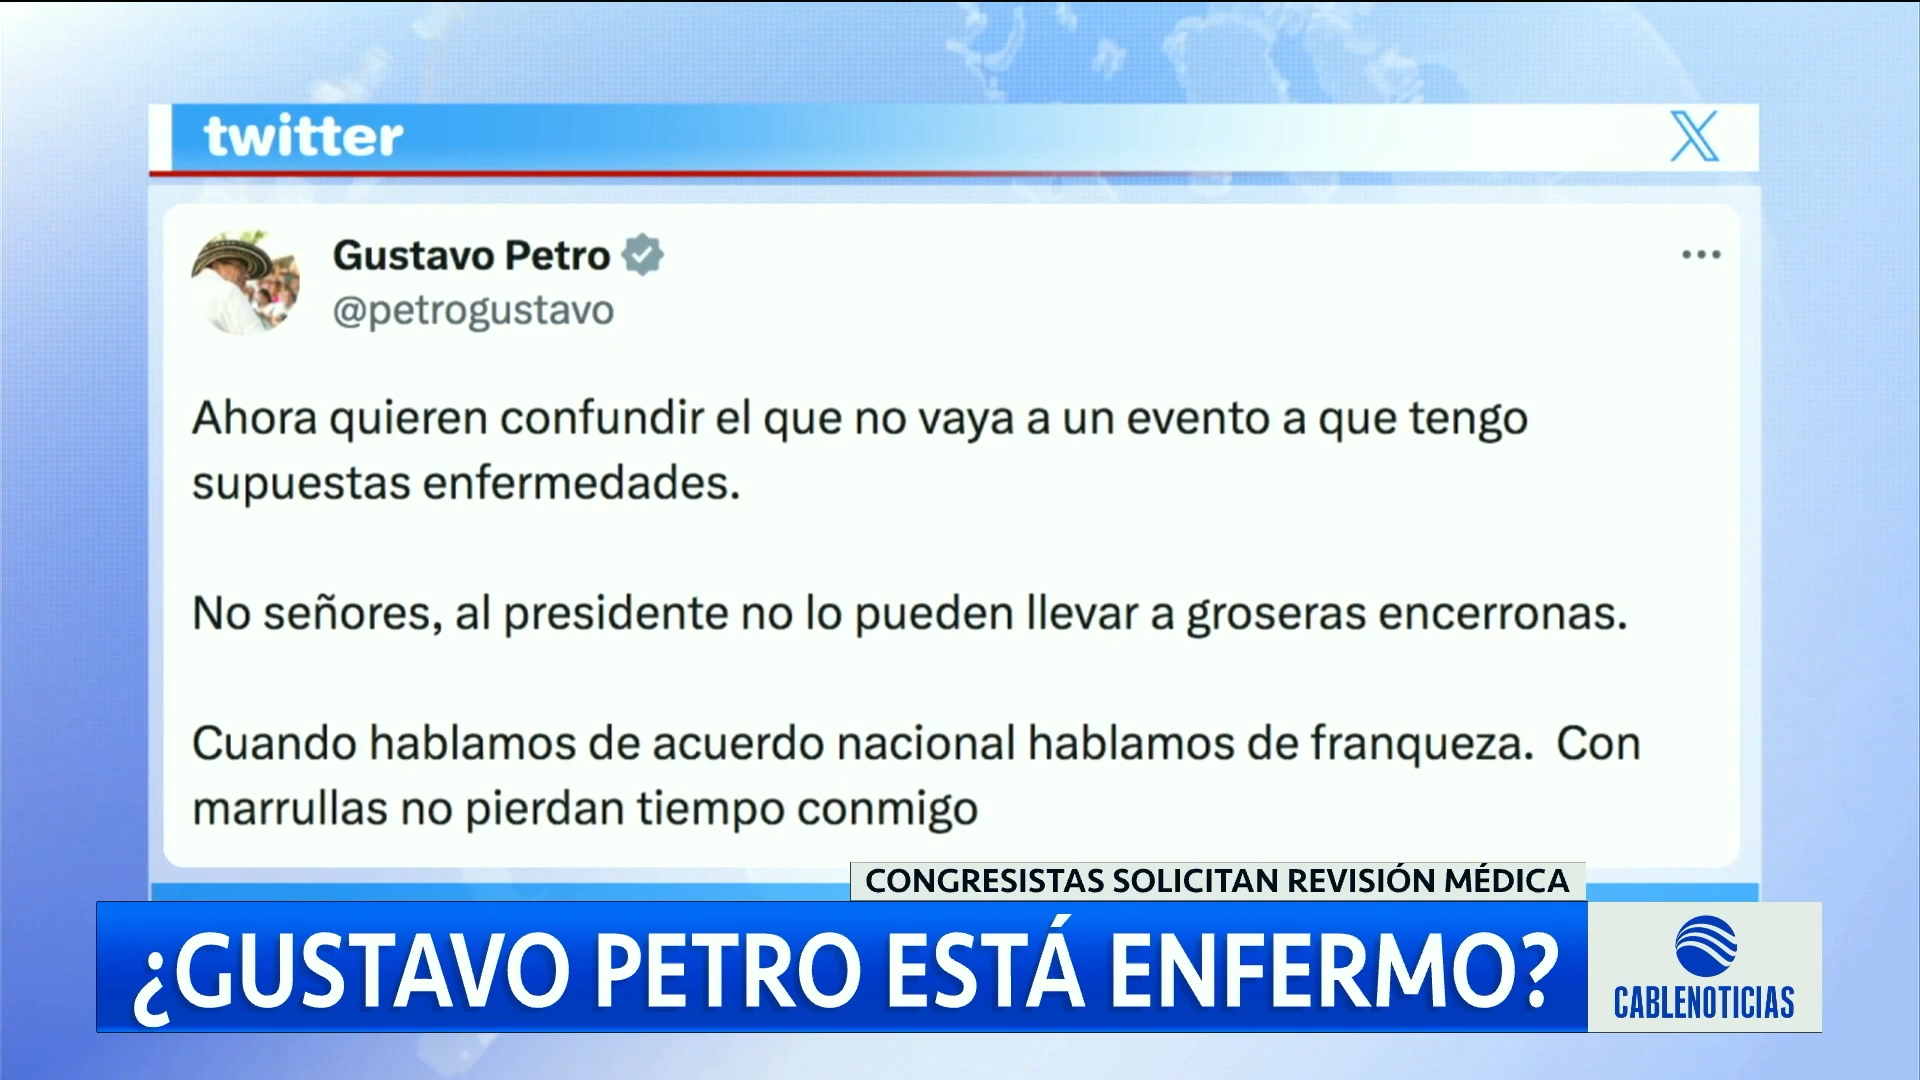 twitter
X
Gustavo Petro
@petrogustavo
Ahora quieren confundir el que no vaya a un evento a que tengo
supuestas enfermedades.
No señores, al presidente no lo pueden llevar a groseras encerronas.
Cuando hablamos de acuerdo nacional hablamos de franqueza.  Con
marrullas no pierdan tiempo conmigo
CONGRESISTAS SOLICITAN REVISIÓN MÉDICA
¿GUSTAVO PETRO ESTÁ ENFERMO?
CABLENOTICIAS